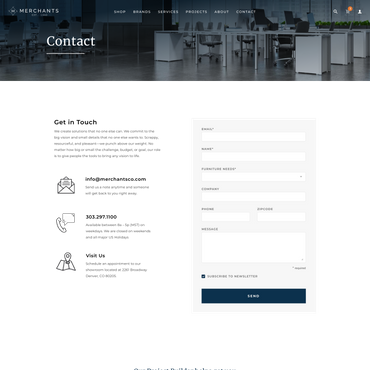 MERCHANTS
SHOP BRANDS SERVICES PROJECTS ABOUT CONTACT
Contact
Get in Touch
We create solutions that no one else can. We commit to the
big vision and small details that no one else wants to. Scrappy,
resourceful, and pleasant - we punch above our weight. No
matter how big or small the challenge, budget, or goal, our role
is to give people the tools to bring any room to life.
info@merchantsco.com
Send us a note anytime and someone
will get back to you right away.
303.297.1100
Available between 8a - 5p (MST) on
weekdays. We are closed on weekends
and all major US Holidays.
Visit Us
Schedule an appointment to our
showroom located at
Denver, CO 80203
EMAIL*
NAME*
FURNITURE NEEDS*
COMPANY
PHONE ZIPCODE
MESSAGE
* required
SUBSCRIBE TO NEWSLETTER
SEND